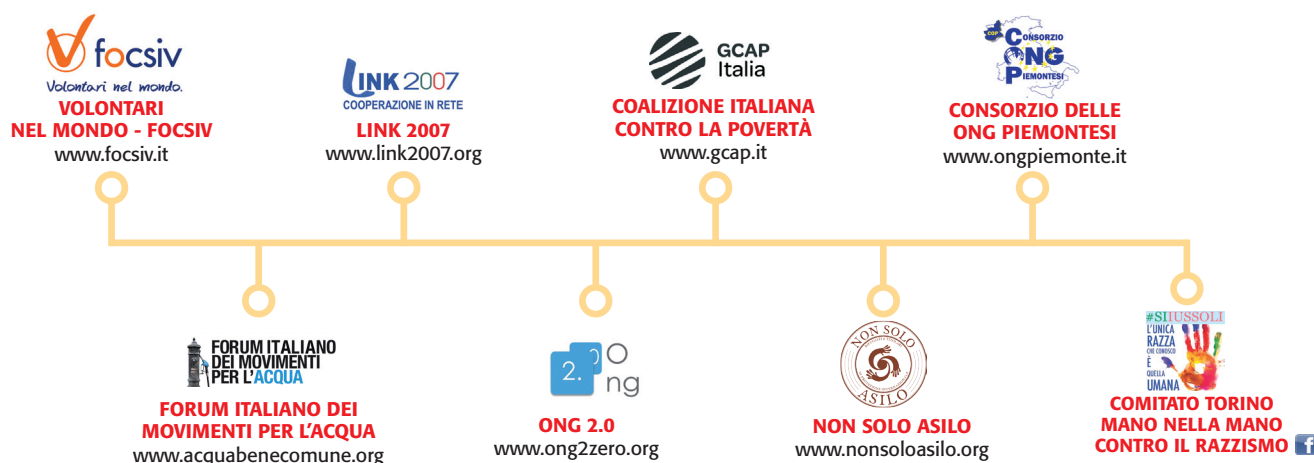 focsiv
Volontari nel mondo.
VOLONTARI
NEL MONDO - FOCSIV
www.focsiv.it
LINK 2007
COOPERAZIONE IN RETE
LINK 2007
www.link2007.org
GCAP
Italia
COALIZIONE ITALIANA
CONTRO LA POVERTÀ
www.gcap.it
COP
CONSORZIO
ONG
PIEMONTESI
CONSORZIO DELLE
ONG PIEMONTESI
www.ongpiemonte.it
FORUM ITALIANO
DEI MOVIMENTI
PER L'ACQUA
FORUM ITALIANO DEI
MOVIMENTI PER L'ACQUA
www.acquabenecomune.org
2.0 O
ng
ONG 2.0
www.ong2zero.org
NON SOLO
ASILO
NON SOLO ASILO
www.nonsoloasilo.org
#SIIUSSOLI
L'UNICA
RAZZA
CHE CONOSCO
È
QUELLA
UMANA
COMITATO TORINO
MANO NELLA MANO
CONTRO IL RAZZISMO f